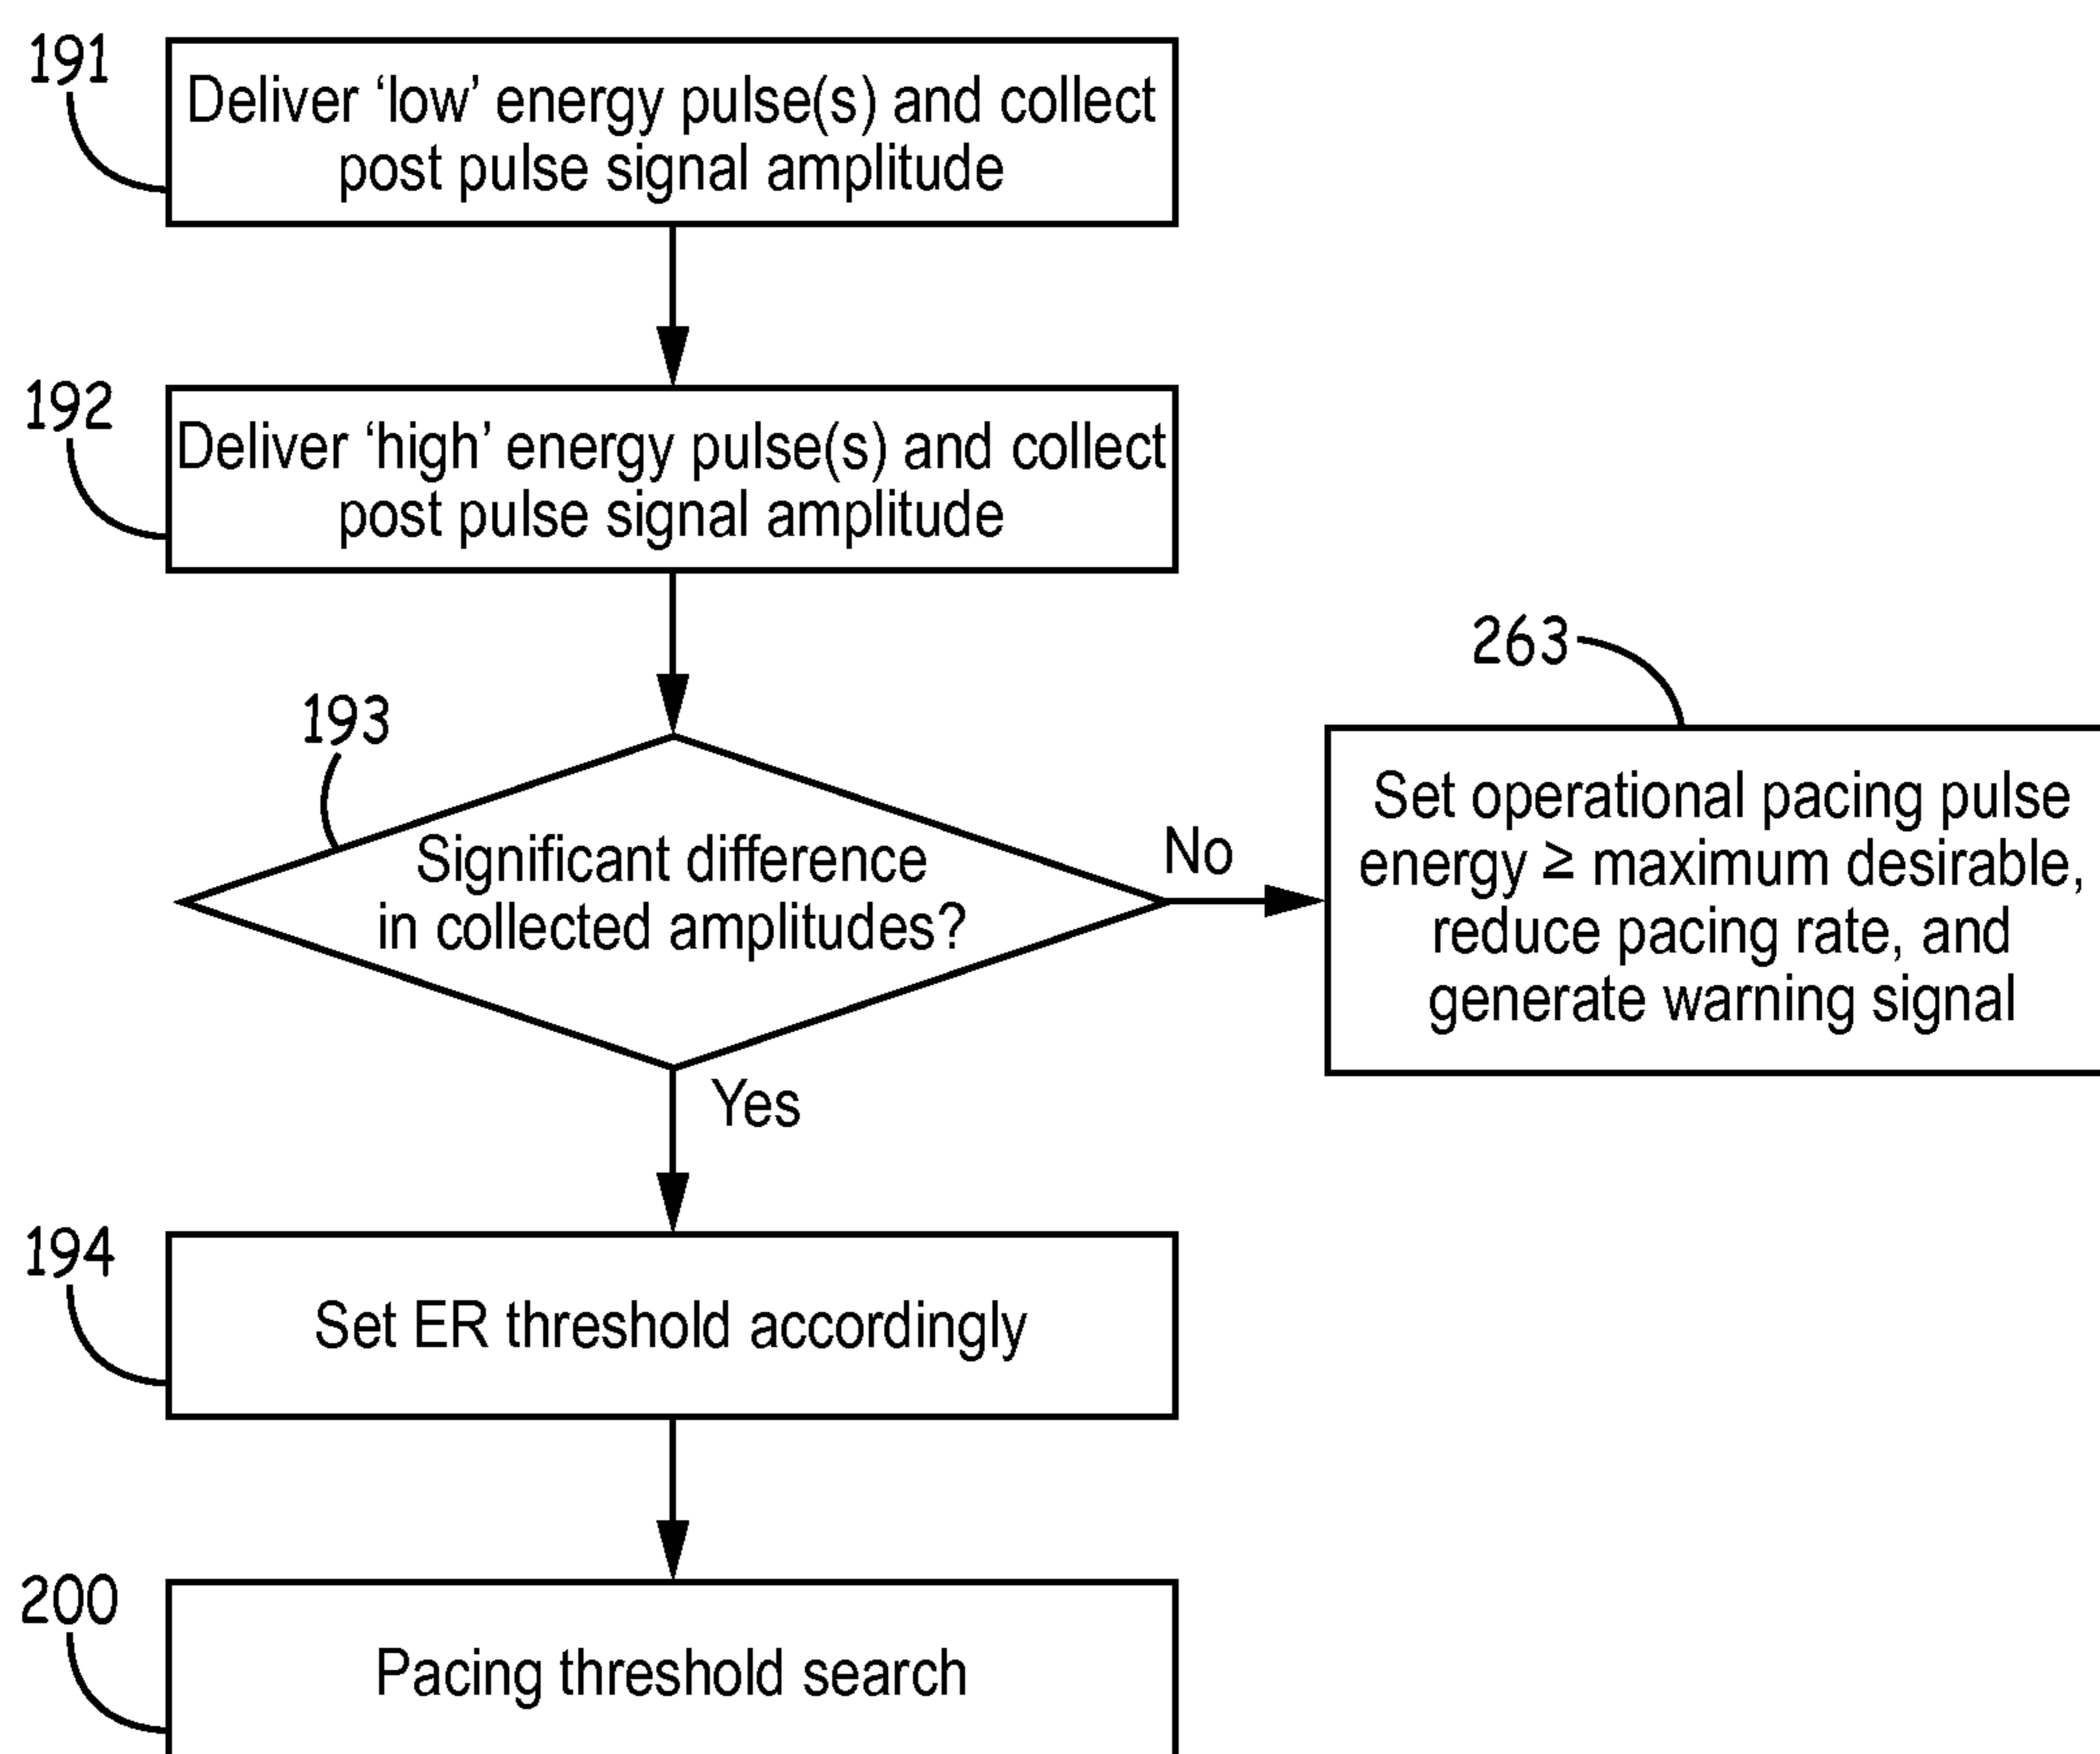 191
Deliver ‘low’ energy pulse(s) and collect
post pulse signal amplitude
192
Deliver ‘high’ energy pulse(s) and collect
post pulse signal amplitude
193
Significant difference
in collected amplitudes?
No
263
Set operational pacing pulse
energy ≥ maximum desirable,
reduce pacing rate, and
generate warning signal
Yes
194
Set ER threshold accordingly
200
Pacing threshold search